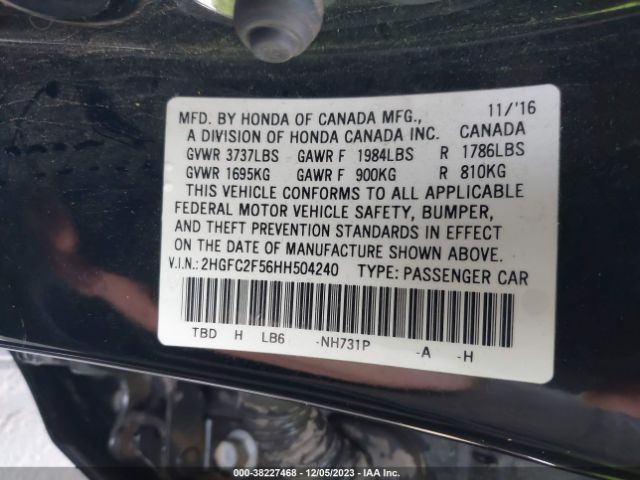 MFD. BY HONDA OF CANADA MFG., 11/'16
A DIVISION OF HONDA CANADA INC. CANADA
GVWR 3737LBS GAWR F 1984LBS R 1786LBS
GVWR 1695KG GAWR F 900KG R 810KG
THIS VEHICLE CONFORMS TO ALL APPLICABLE
FEDERAL MOTOR VEHICLE SAFETY, BUMPER,
AND THEFT PREVENTION STANDARDS IN EFFECT
ON THE DATE OF MANUFACTURE SHOWN ABOVE.
V.I.N.: 2HGFC2F56HH504240 TYPE: PASSENGER CAR
TBD H LB6 -NH731P -A -H
000-38227468 - 12/05/2023 - IAA Inc.